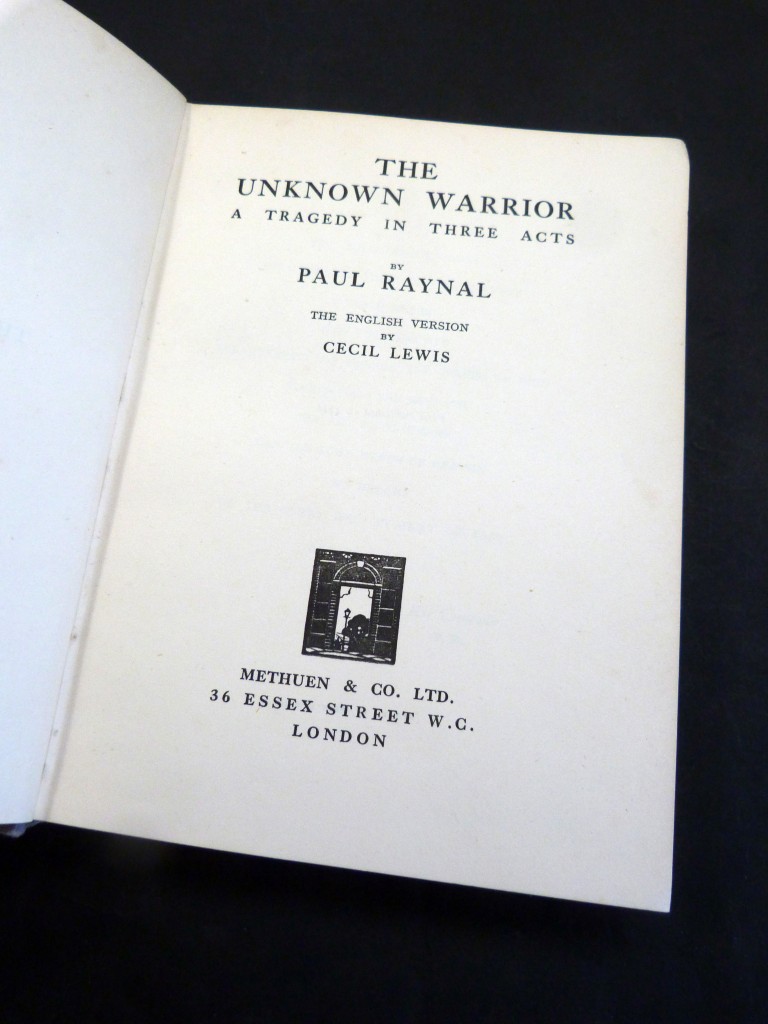 THE
UNKNOWN WARRIOR
A TRAGEDY IN THREE ACTS
BY
PAUL RAYNAL
THE ENGLISH VERSION
BY
CECIL LEWIS
METHUEN & CO. LTD.
36 ESSEX STREET W.C.
LONDON